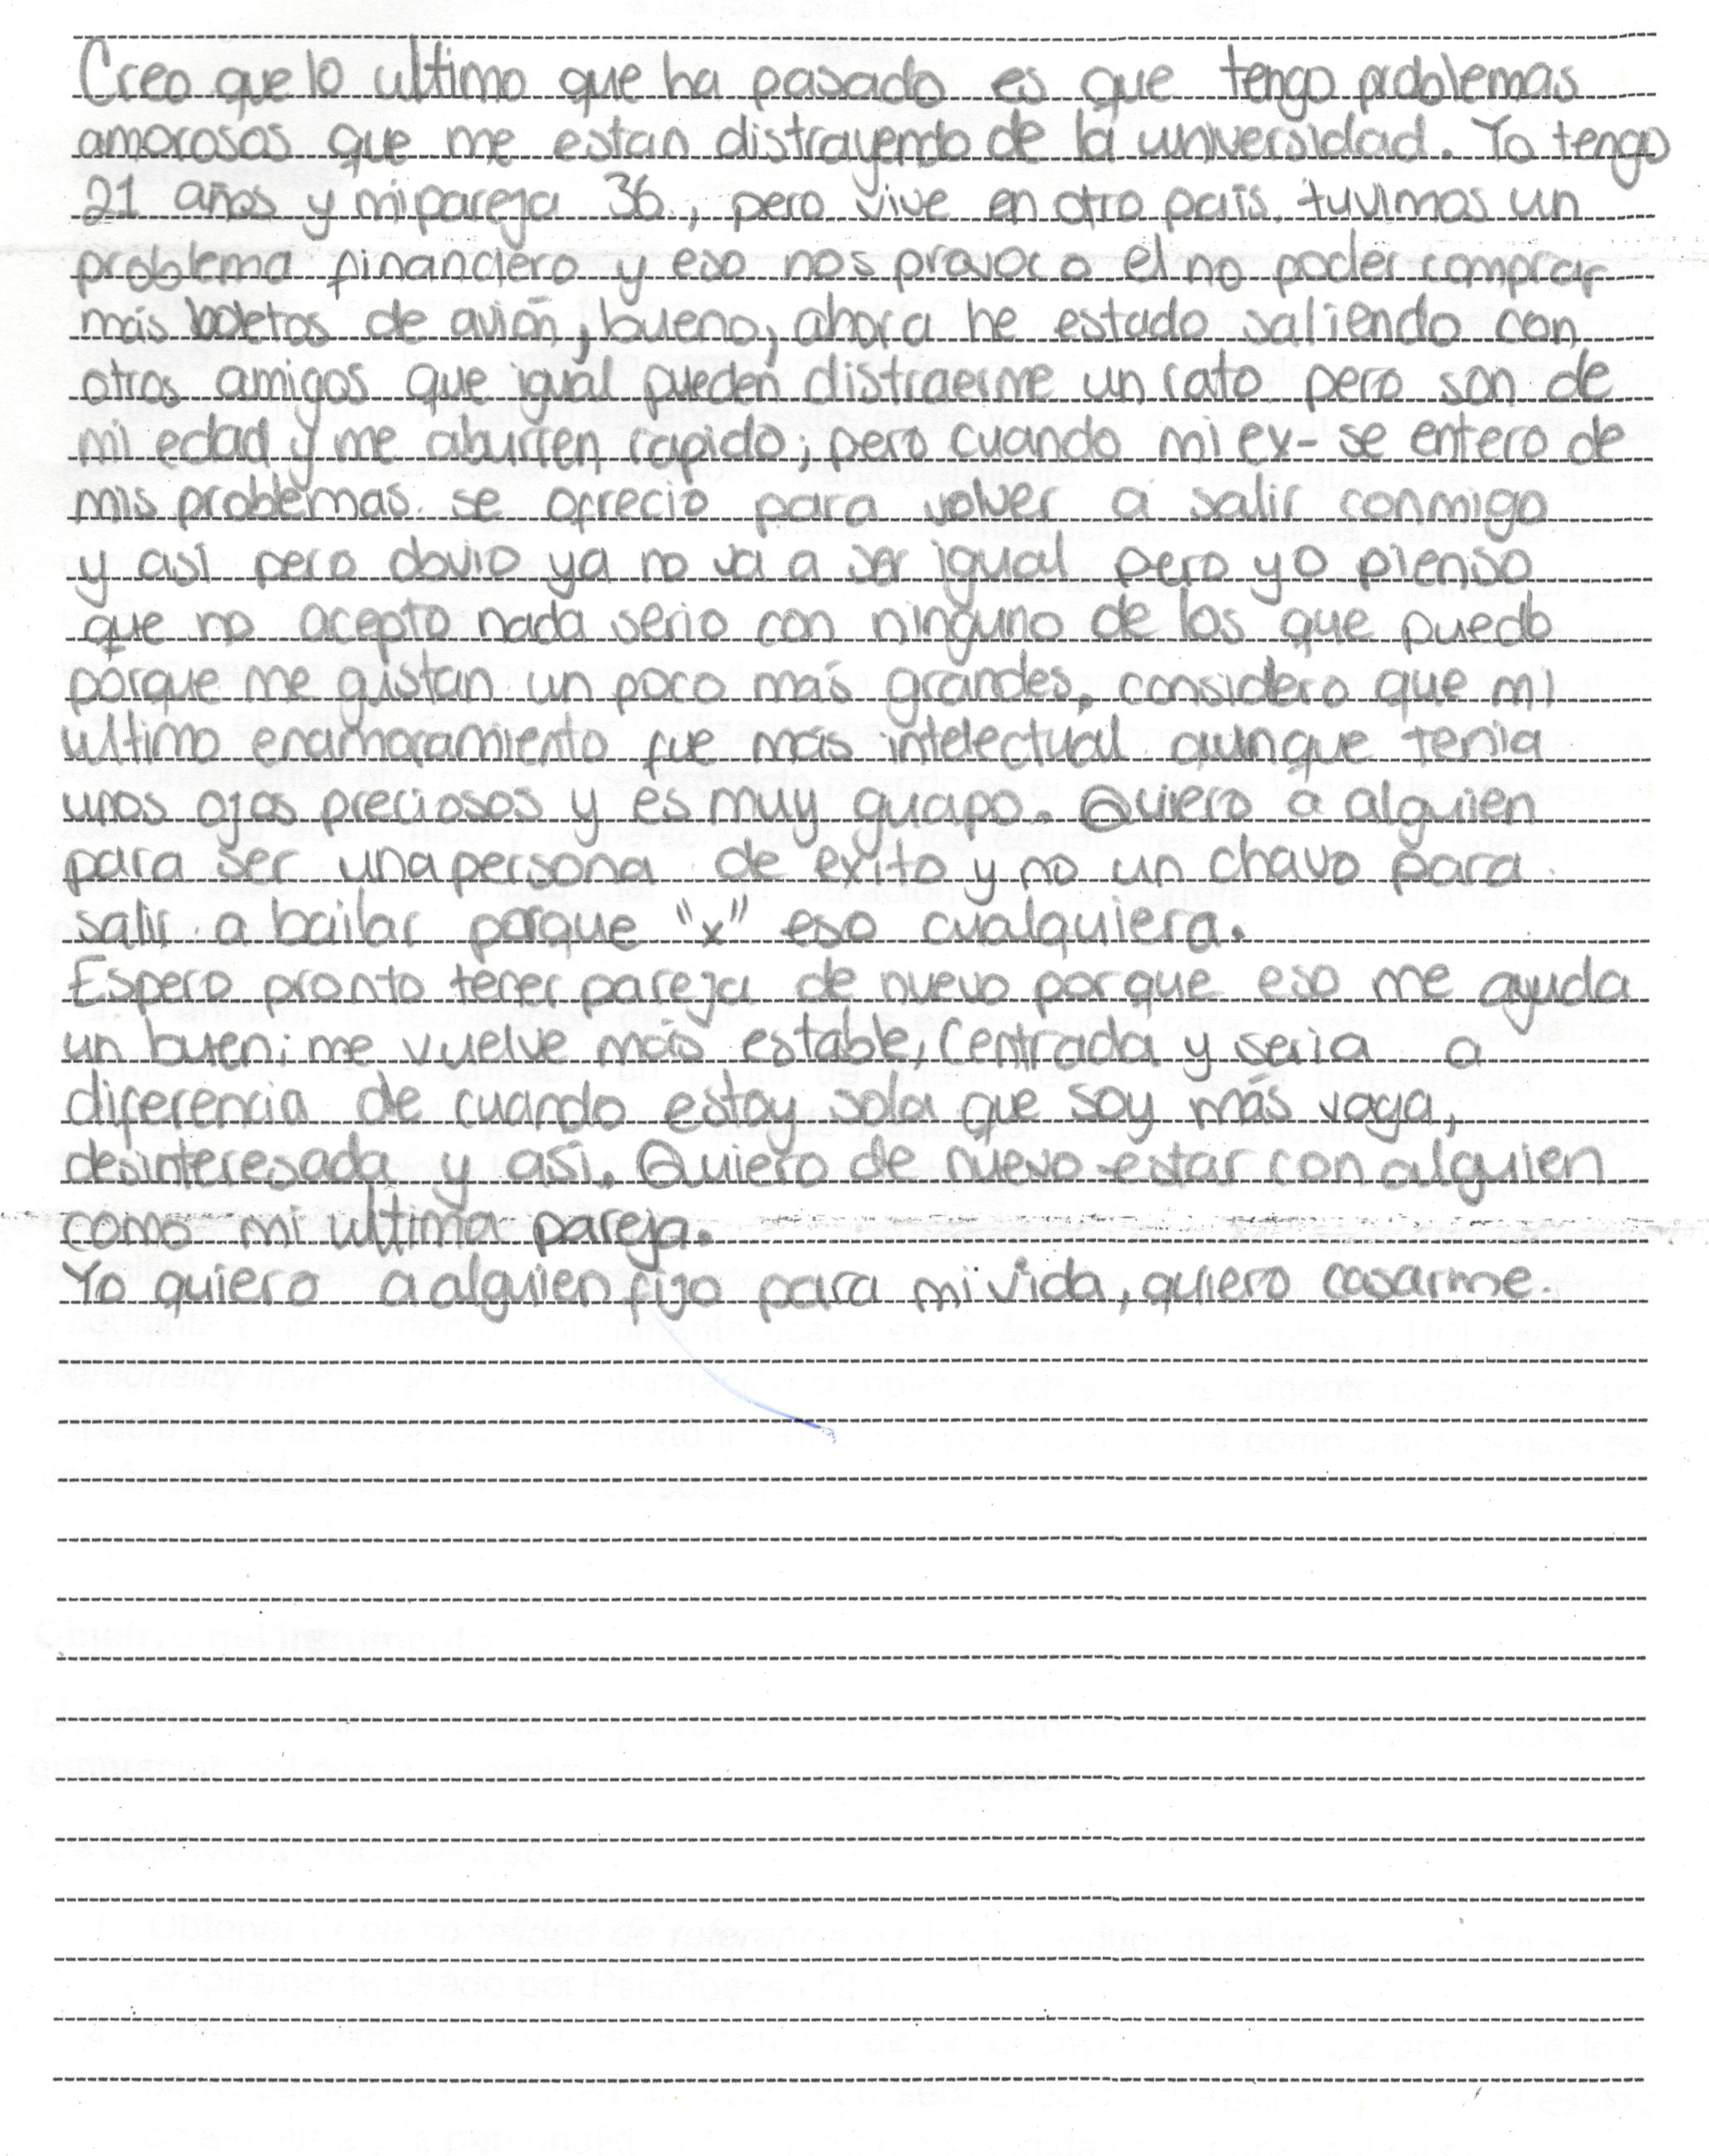 Creo que lo ultimo que ha pasado es que tengo problemas
amorosos que me estan distrayendo de la universidad. Yo tengo
21 años y mi pareja 36, pero vive en otro país. tuvimos un
problema financiero y eso nos provoco el no poder comprar
más boletos de avión, bueno, ahora he estado saliendo con
otros amigos que igual pueden distraerme un rato pero son de
mi edad y me aburren rapido; pero cuando mi ex- se entero de
mis problemas. se ofrecio para volver a salir conmigo
y así pero obvio ya no va a ser igual pero yo pienso
que no acepto nada serio con ninguno de los que puedo
porque me gustan un poco más grandes, considero que mi
ultimo enamoramiento fue más intelectual aunque tenia
unos ojos preciosos y es muy guapo. Quiero a alguien
para ser una persona de exito y no un chavo para
salir a bailar porque "x" eso cualquiera.
Espero pronto tener pareja de nuevo porque eso me ayuda
un buen; me vuelve más estable, centrada y seria a
diferencia de cuando estoy sola que soy más vaga,
desinteresada y así. Quiero de nuevo estar con alguien
como mi ultima pareja.
Yo quiero a alguien fijo para mi vida, quiero casarme.